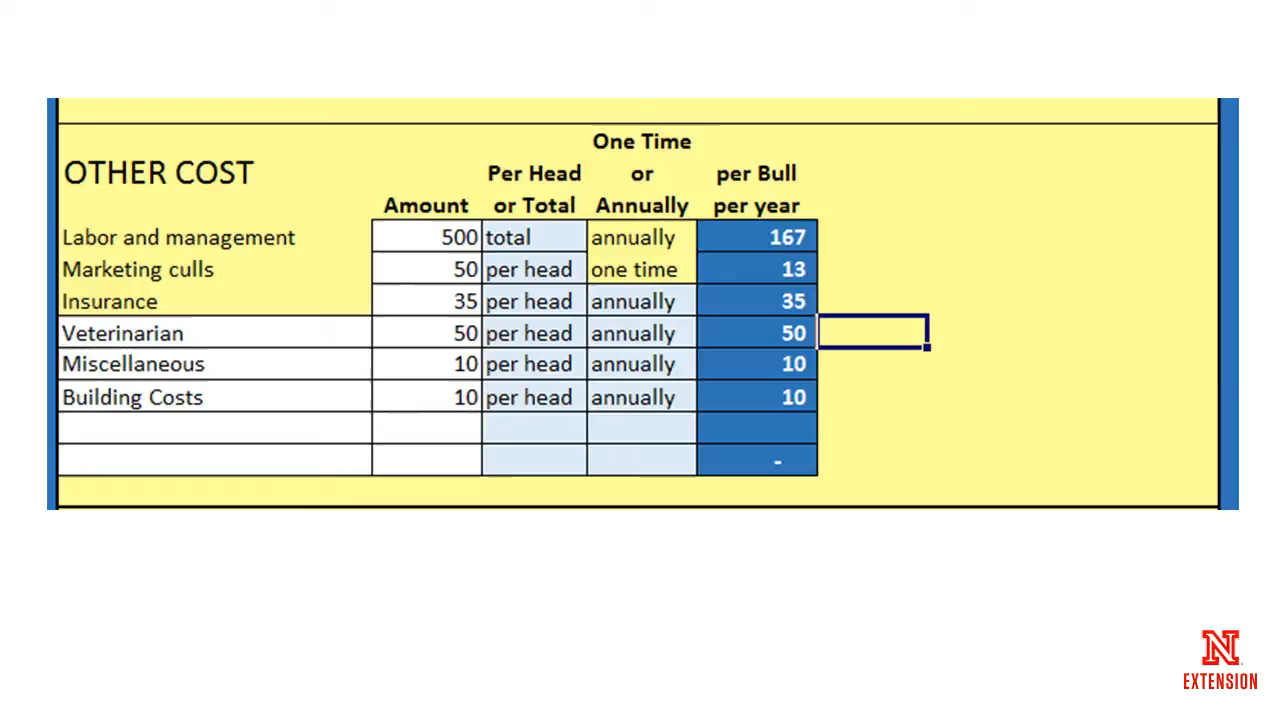 One Time
OTHER COST Per Head or per Bull
Amount or Total Annually per year
Labor and management 500 total annually 167
Marketing culls 50 per head one time 13
Insurance 35 per head annually 35
Veterinarian 50 per head annually 50
Miscellaneous 10 per head annually 10
Building Costs 10 per head annually 10
-
N
EXTENSION